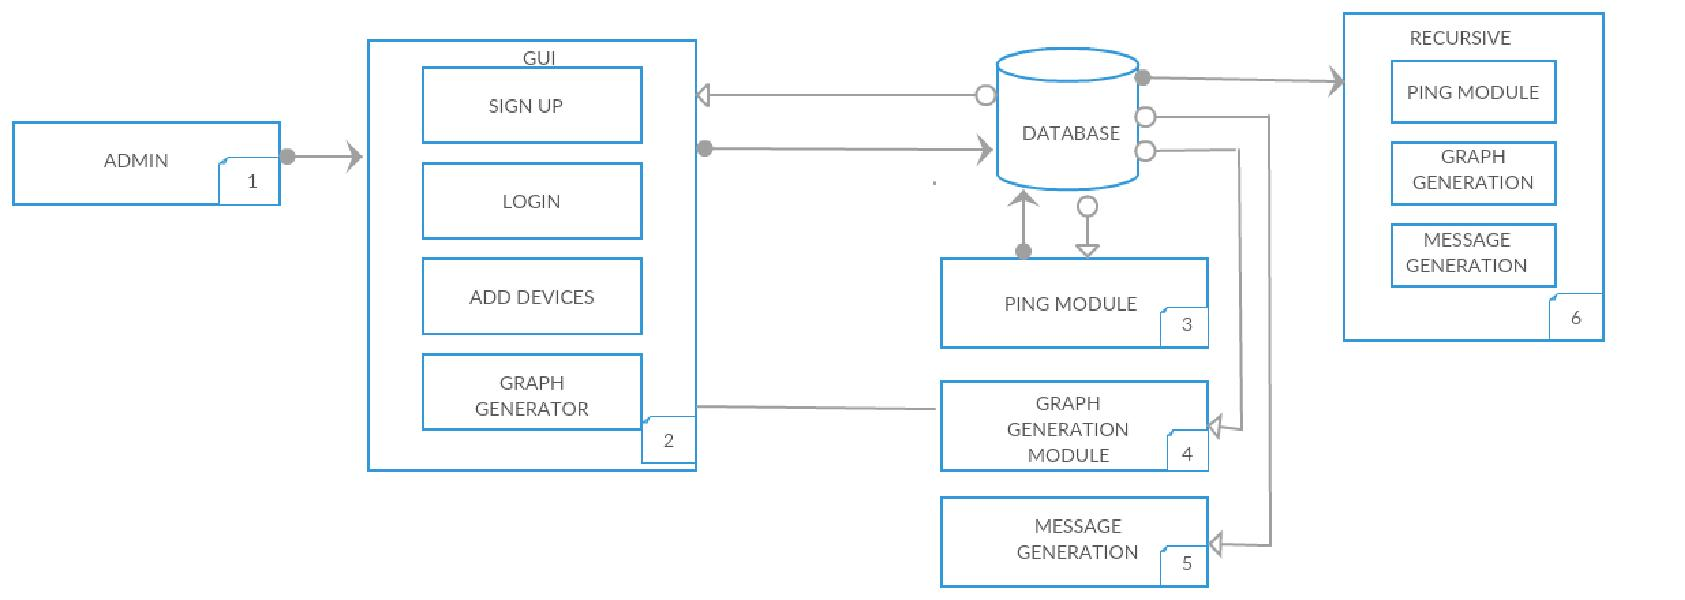 ADMIN
1
GUI
SIGN UP
LOGIN
ADD DEVICES
GRAPH
GENERATOR
2
DATABASE
PING MODULE
3
GRAPH
GENERATION
MODULE
4
MESSAGE
GENERATION
5
RECURSIVE
PING MODULE
GRAPH
GENERATION
MESSAGE
GENERATION
6